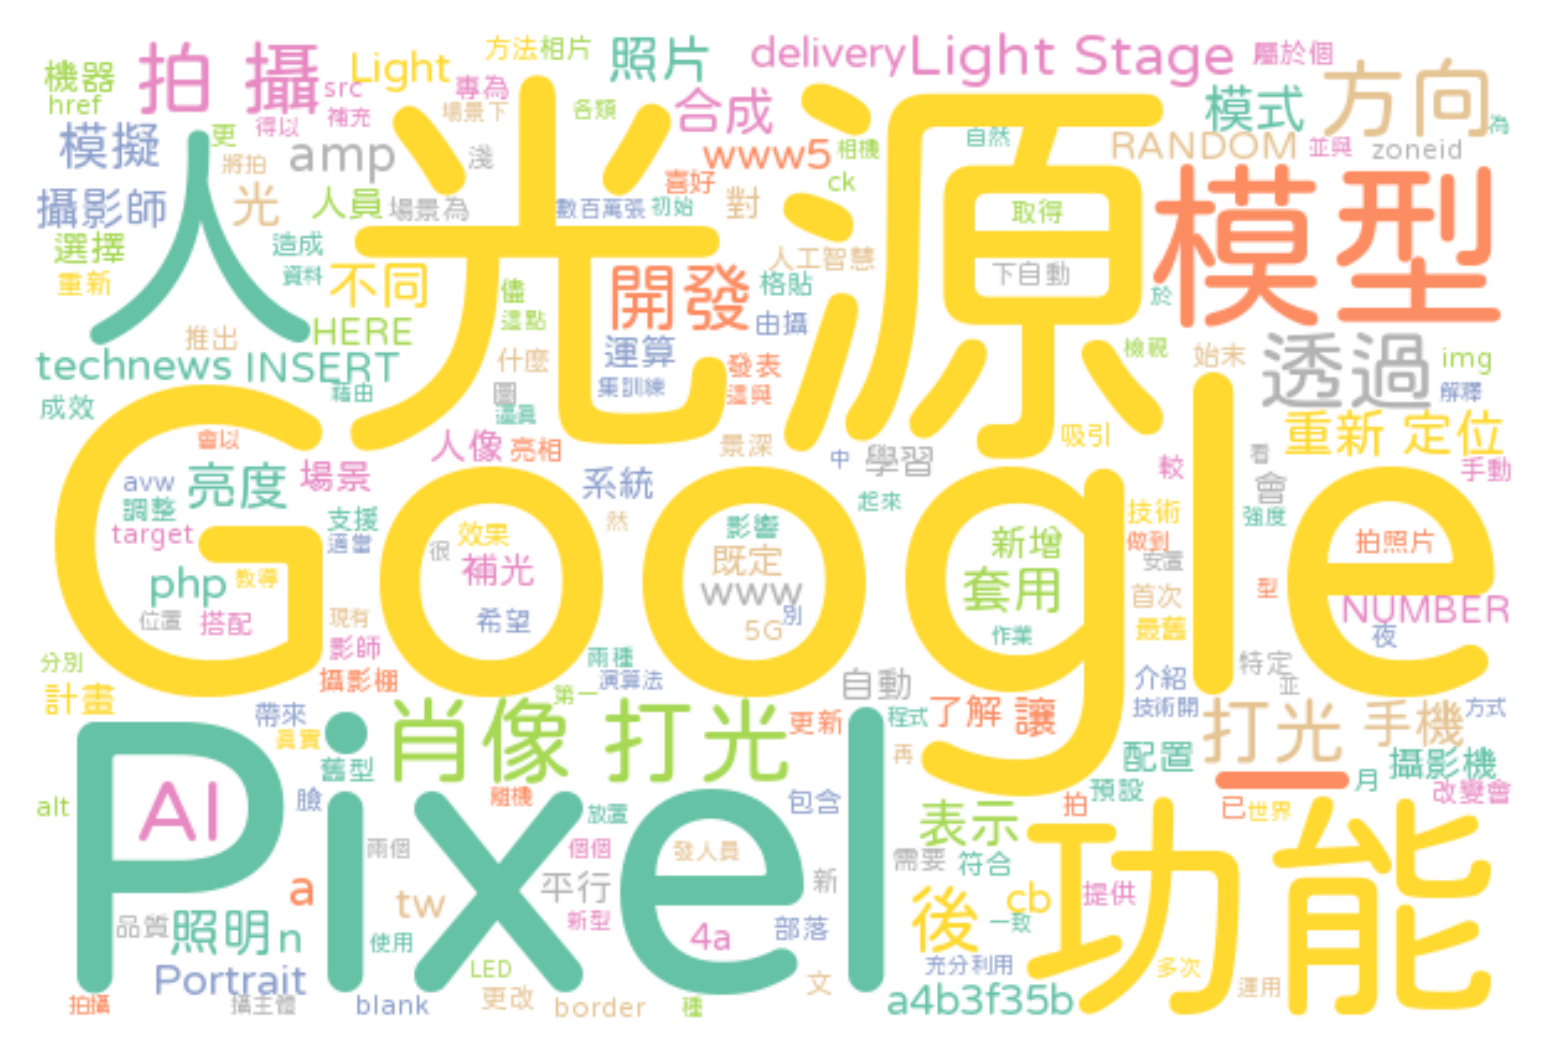 機器 拍 攝 src Light 方法 相片 照片 delivery Light Stage 屬於個 方向
href 專為 場景下 各類 合成 模式 為
模擬 更 得以 補充 amp 淺 www5 相機 自然 RANDOM 並與 zoneid
將拍 喜好 ck
攝影師 人 光 人員 場景為 光源 數百萬張 初始 對 取得 模型
選擇 造成 人工智慧
重新 資料 不同 儘 開發 格貼 下自動 於
推出 HERE 這點 由攝 檢視 始末 透過 img
technews INSERT 什麼 運算 發表
成效 藉由 圖 集訓練 這與 解釋
逼真 重新 定位
會以 人像 亮相 景深 中 學習 吸引 看
avw 亮度 場景 Google 系統 較 會 手動
調整 支援 然 起來 技術 強度
target 適當 很 效果 影響 新增 做到 拍照片
php 教導 補光 既定 www 套用 安置 型
位置 搭配 現有 希望 5G 別 作業 首次 最舊 NUMBER 夜
分別 影師 兩種
計畫 攝影棚 第一 演算法 自動 介紹 特定 並
帶來 肖像 打光 更新 程式 了解 讓 技術開 打光 手機 方式
真實 舊型 再 配置 一 月 攝影機
alt AI Pixel 臉 離機 放置 包含 表示 拍 預設 已 世界 改變會
兩個 個個 發人員 需要 符合 功能
a tw 平行 新 cb 提供
品質 照明 n 使用 新型 4a 部落 後 一致
Portrait LED 充分利用 多次
拍攝 攝主體 blank 更改 border 種 文 a4b3f35b 運用